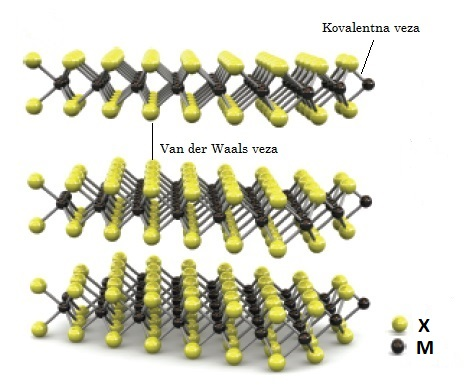 Kovalentna veza
Van der Waals veza
X
M